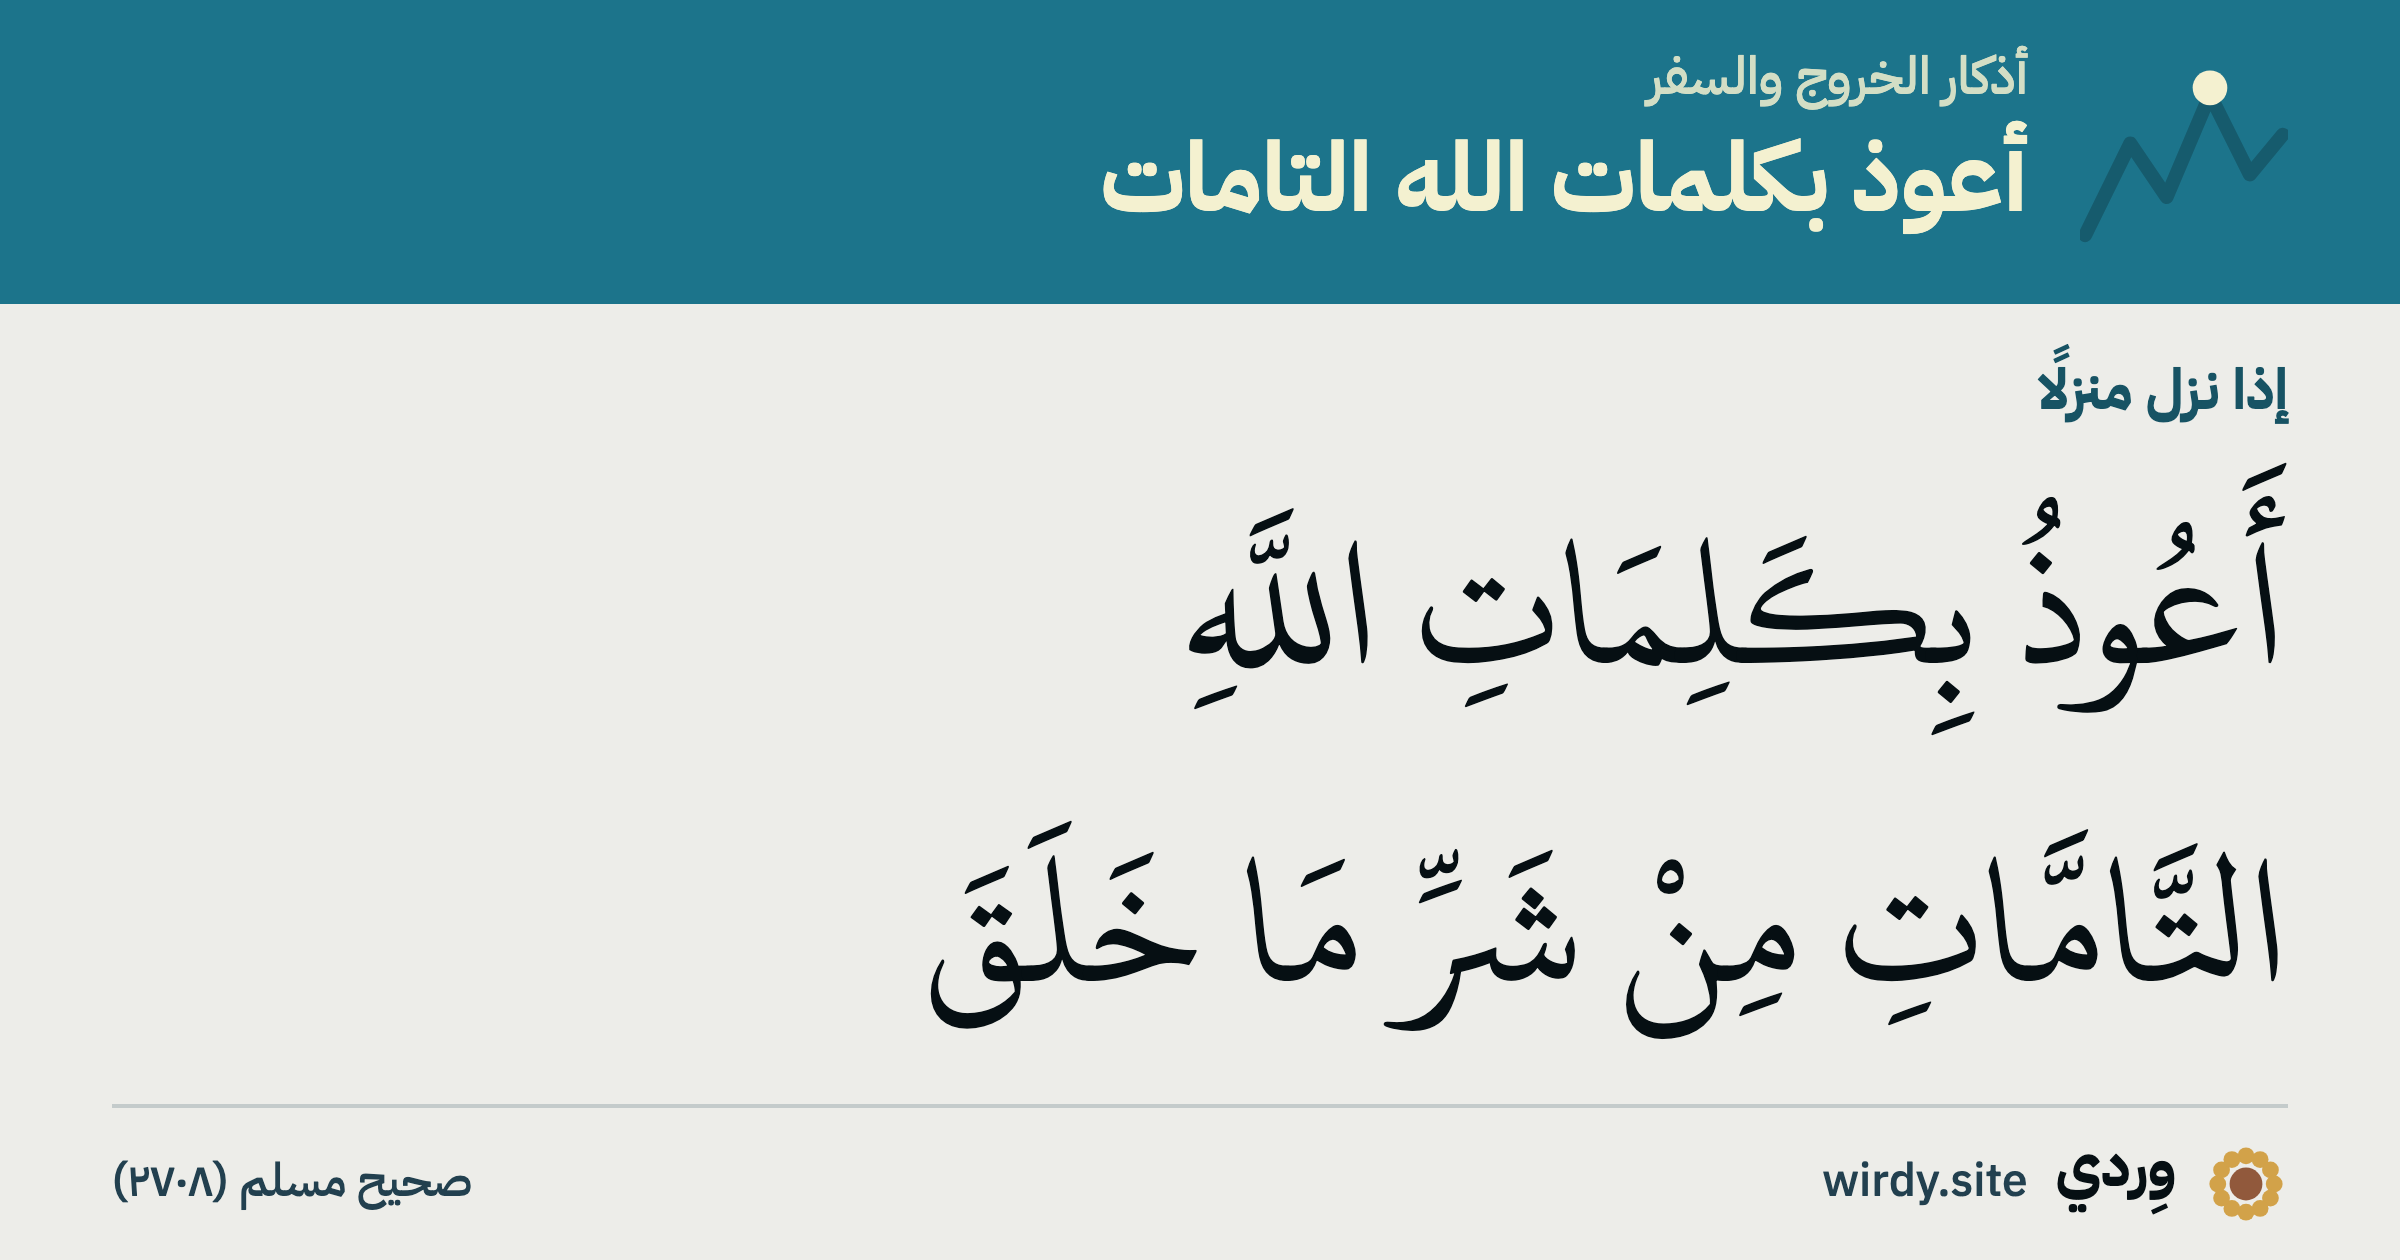 أذكار الخروج والسفر
أعوذ بكلمات الله التامات
إذا نزل منزلًا
أَعُوذُ بِكَلِمَاتِ اللَّهِ
التَّامَّاتِ مِنْ شَرِّ مَا خَلَقَ
وِردي wirdy.site
صحيح مسلم (٢٧٠٨)